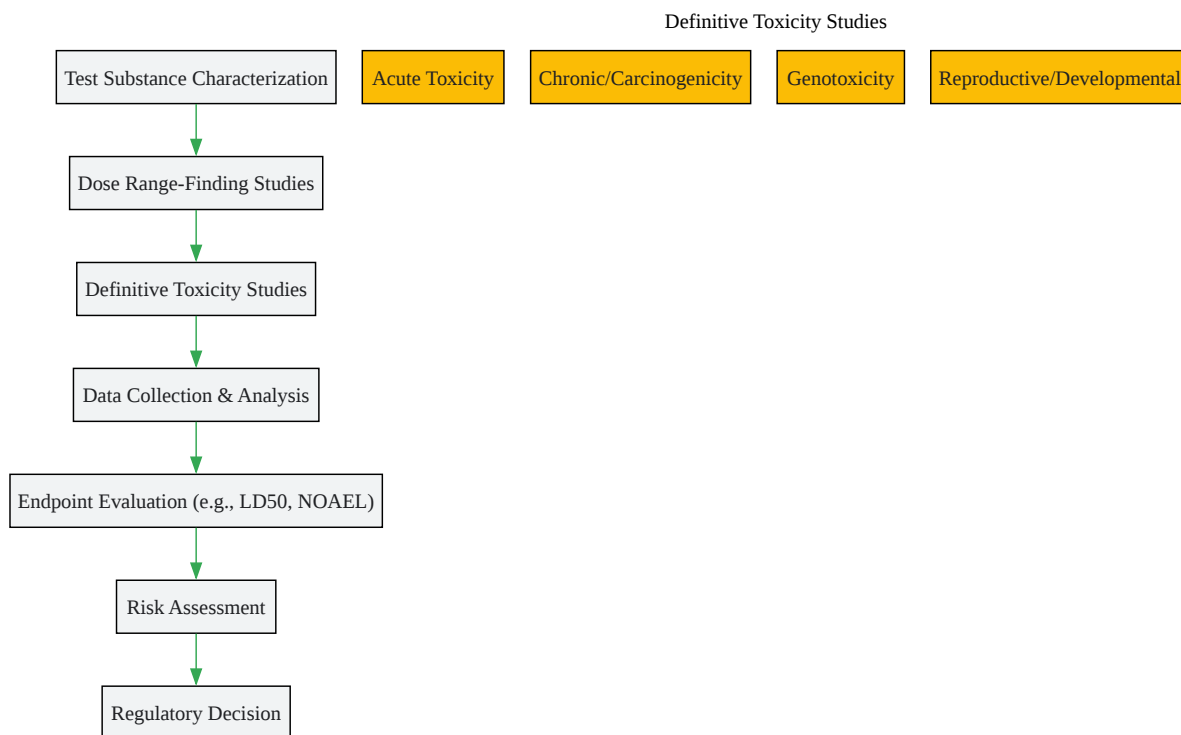 Definitive Toxicity Studies
Test Substance Characterization
Acute Toxicity
Chronic/Carcinogenicity
Genotoxicity
Reproductive/Developmental
Dose Range-Finding Studies
Definitive Toxicity Studies
Data Collection & Analysis
Endpoint Evaluation (e.g., LD50, NOAEL)
Risk Assessment
Regulatory Decision